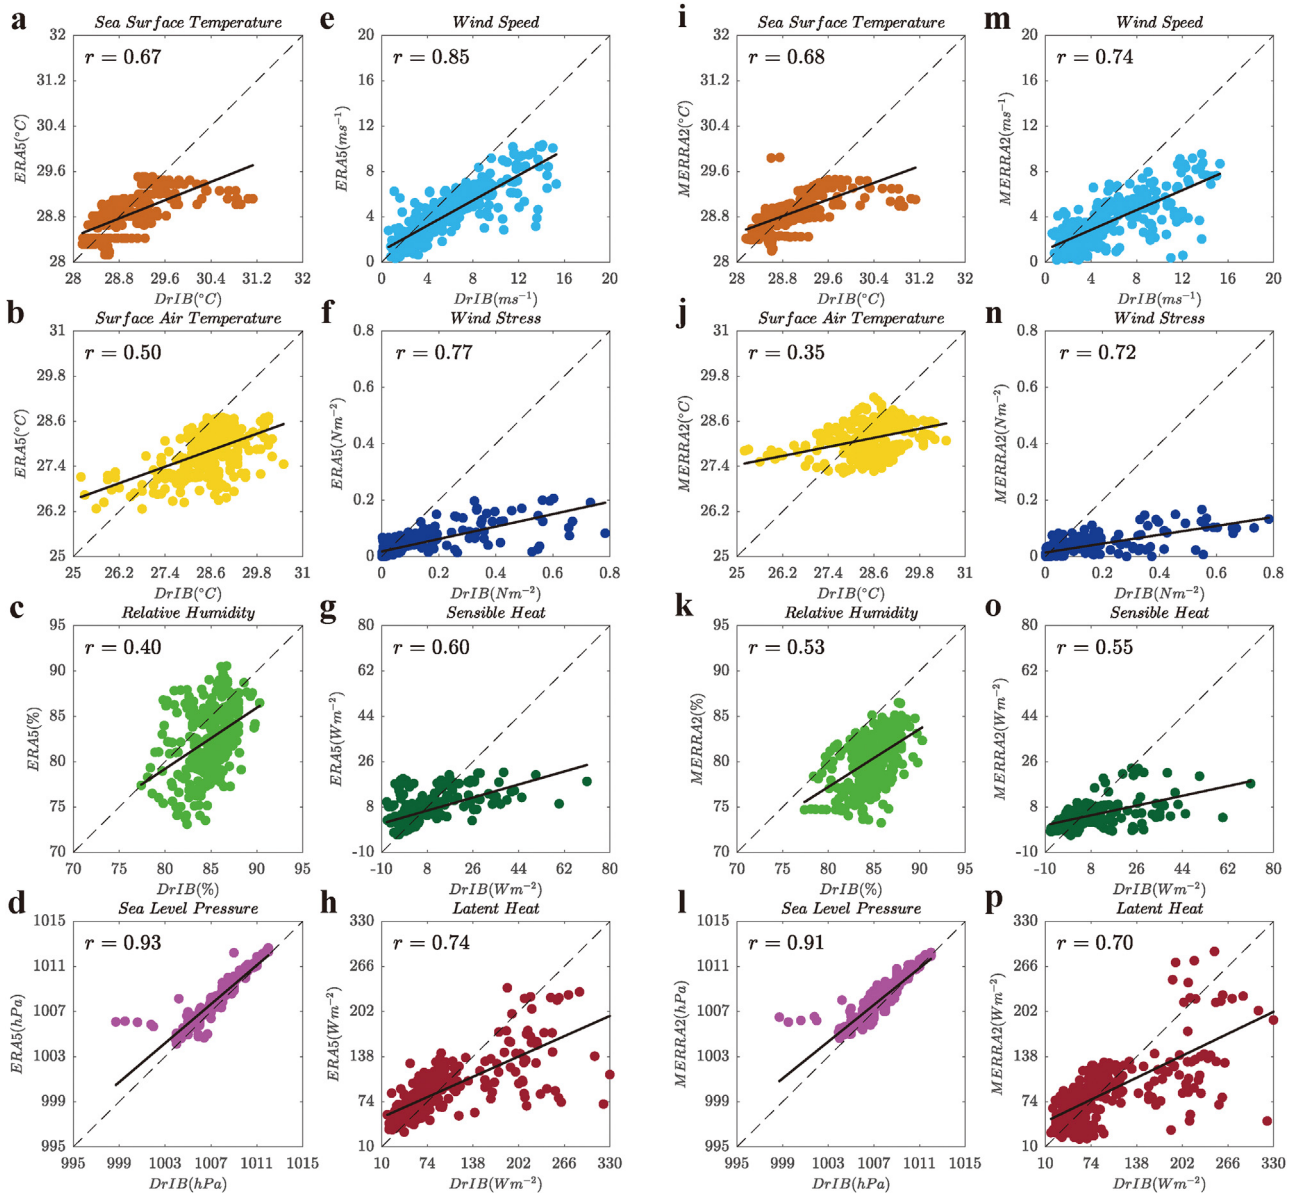 a Sea Surface Temperature
r = 0.67
ERA5(°C)
32
31.2
30.4
29.6
28.8
28
28 28.8 29.6 30.4 31.2 32
DrIB(°C)
e Wind Speed
r = 0.85
ERA5(ms⁻¹)
20
16
12
8
4
0
0 4 8 12 16 20
DrIB(ms⁻¹)
i Sea Surface Temperature
r = 0.68
MERRA2(°C)
32
31.2
30.4
29.6
28.8
28
28 28.8 29.6 30.4 31.2 32
DrIB(°C)
m Wind Speed
r = 0.74
MERRA2(ms⁻¹)
20
16
12
8
4
0
0 4 8 12 16 20
DrIB(ms⁻¹)
b Surface Air Temperature
r = 0.50
ERA5(°C)
31
29.8
28.6
27.4
26.2
25
25 26.2 27.4 28.6 29.8 31
DrIB(°C)
f Wind Stress
r = 0.77
ERA5(Nm⁻²)
0.8
0.6
0.4
0.2
0
0 0.2 0.4 0.6 0.8
DrIB(Nm⁻²)
j Surface Air Temperature
r = 0.35
MERRA2(°C)
31
29.8
28.6
27.4
26.2
25
25 26.2 27.4 28.6 29.8 31
DrIB(°C)
n Wind Stress
r = 0.72
MERRA2(Nm⁻²)
0.8
0.6
0.4
0.2
0
0 0.2 0.4 0.6 0.8
DrIB(Nm⁻²)
c Relative Humidity
r = 0.40
ERA5(%)
95
90
85
80
75
70
70 75 80 85 90 95
DrIB(%)
g Sensible Heat
r = 0.60
ERA5(Wm⁻²)
80
62
44
26
8
-10
-10 8 26 44 62 80
DrIB(Wm⁻²)
k Relative Humidity
r = 0.53
MERRA2(%)
95
90
85
80
75
70
70 75 80 85 90 95
DrIB(%)
o Sensible Heat
r = 0.55
MERRA2(Wm⁻²)
80
62
44
26
8
-10
-10 8 26 44 62 80
DrIB(Wm⁻²)
d Sea Level Pressure
r = 0.93
ERA5(hPa)
1015
1011
1007
1003
999
995
995 999 1003 1007 1011 1015
DrIB(hPa)
h Latent Heat
r = 0.74
ERA5(Wm⁻²)
330
266
202
138
74
10
10 74 138 202 266 330
DrIB(Wm⁻²)
l Sea Level Pressure
r = 0.91
MERRA2(hPa)
1015
1011
1007
1003
999
995
995 999 1003 1007 1011 1015
DrIB(hPa)
p Latent Heat
r = 0.70
MERRA2(Wm⁻²)
330
266
202
138
74
10
10 74 138 202 266 330
DrIB(Wm⁻²)